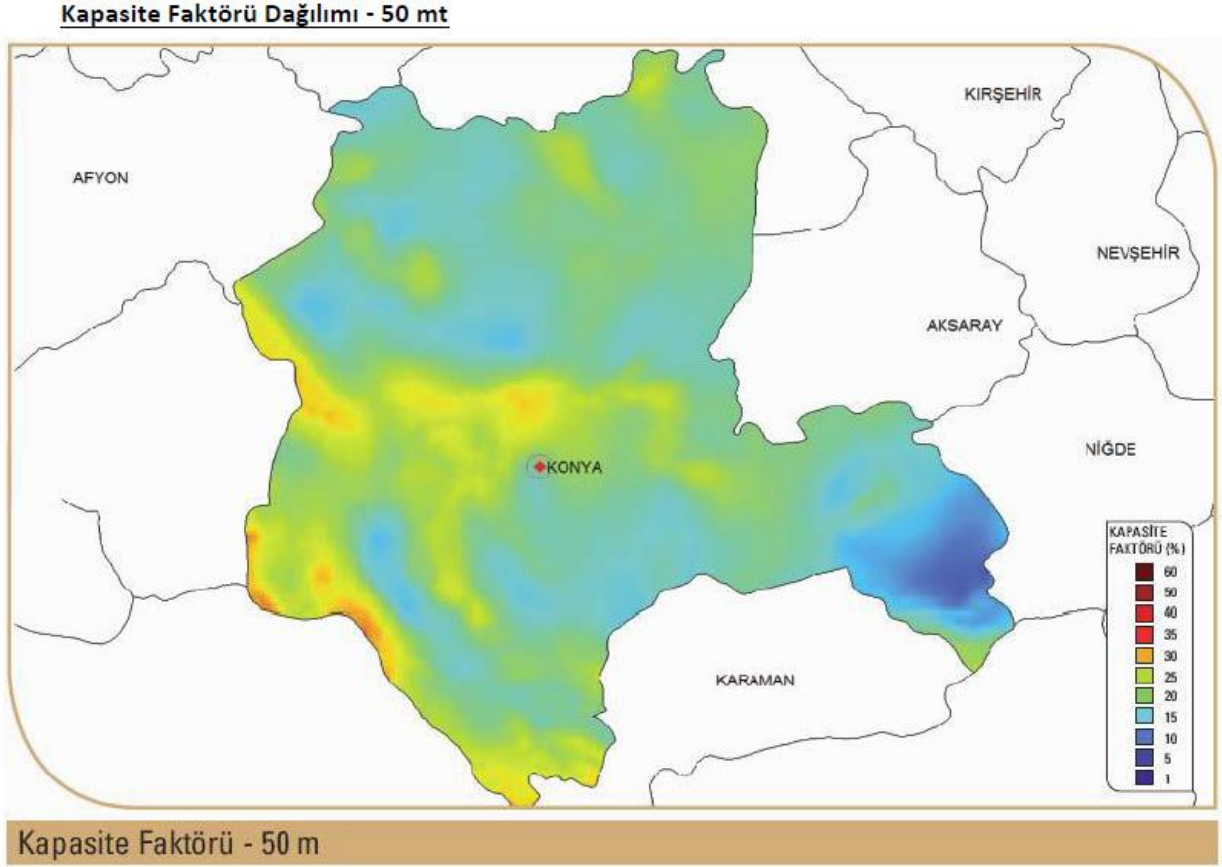 Kapasite Faktörü Dağılımı - 50 mt
KIRŞEHİR
AFYON
NEVŞEHİR
AKSARAY
NİĞDE
KONYA
KARAMAN
KAPASİTE
FAKTÖRÜ (%)
60
50
40
35
30
25
20
15
10
5
1
Kapasite Faktörü - 50 m